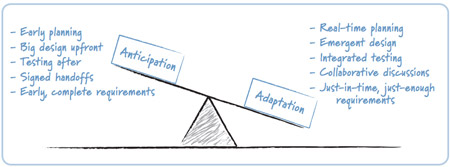 - Early planning
- Big design upfront
- Testing after
- Signed handoffs
- Early, complete requirements
Anticipation
Adaptation
- Real-time planning
- Emergent design
- Integrated testing
- Collaborative discussions
- Just-in-time, just-enough
requirements